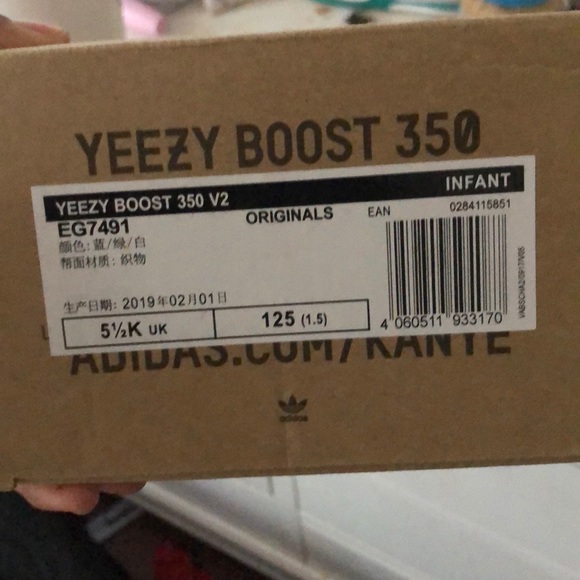 YEEZY BOOST 350
YEEZY BOOST 350 V2
INFANT
EG7491
ORIGINALS
EAN
0284115851
颜色: 蓝/绿/白
帮面材质: 织物
生产日期: 2019年02月01日
5½K UK
125 (1.5)
4 060511 933170
ADIDAS.COM/KANYE
adidas